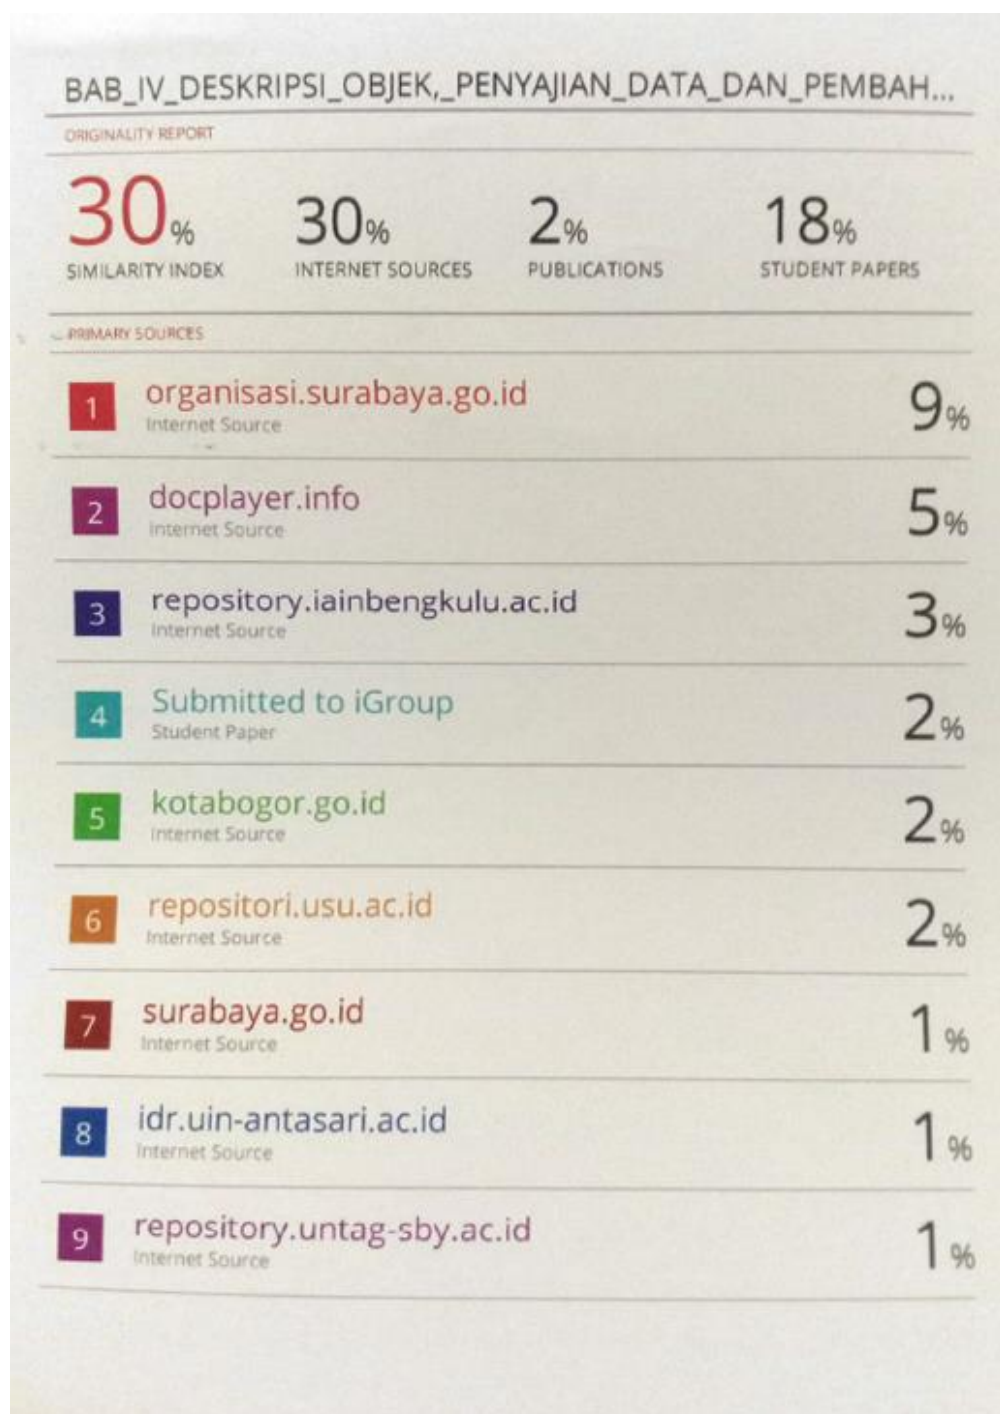 BAB_IV_DESKRIPSI_OBJEK,_PENYAJIAN_DATA_DAN_PEMBAH...
ORIGINALITY REPORT
30% 30% 2% 18%
SIMILARITY INDEX INTERNET SOURCES PUBLICATIONS STUDENT PAPERS
PRIMARY SOURCES
1 organisasi.surabaya.go.id 9%
Internet Source
2 docplayer.info 5%
Internet Source
3 repository.iainbengkulu.ac.id 3%
Internet Source
4 Submitted to iGroup 2%
Student Paper
5 kotabogor.go.id 2%
Internet Source
6 repositori.usu.ac.id 2%
Internet Source
7 surabaya.go.id 1%
Internet Source
8 idr.uin-antasari.ac.id 1%
Internet Source
9 repository.untag-sby.ac.id 1%
Internet Source